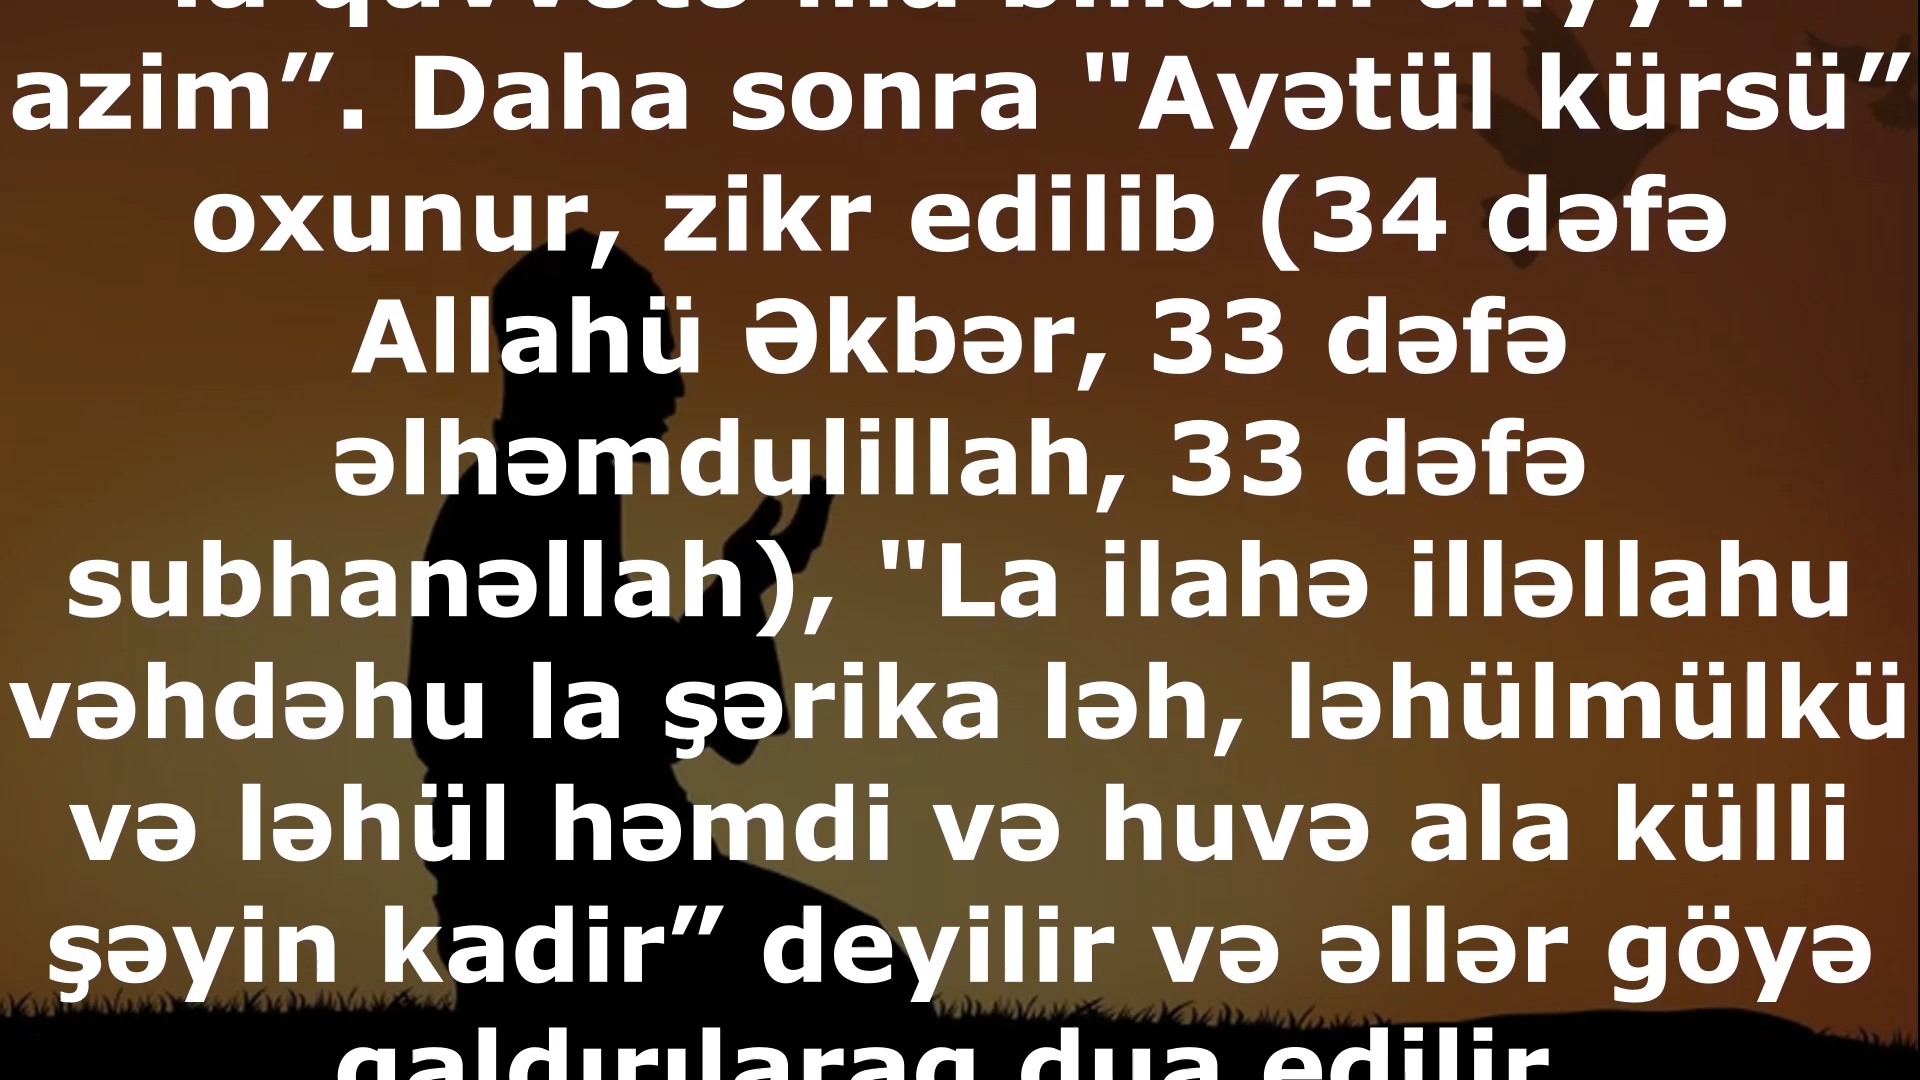 azim”. Daha sonra "Ayətül kürsü”
oxunur, zikr edilib (34 dəfə
Allahü Əkbər, 33 dəfə
əlhəmdulillah, 33 dəfə
subhanəllah), "La ilahə illəllahu
vəhdəhu la şərika ləh, ləhülmülkü
və ləhül həmdi və huvə ala külli
şəyin kadir” deyilir və əllər göyə
qaldırılaraq dua edilir